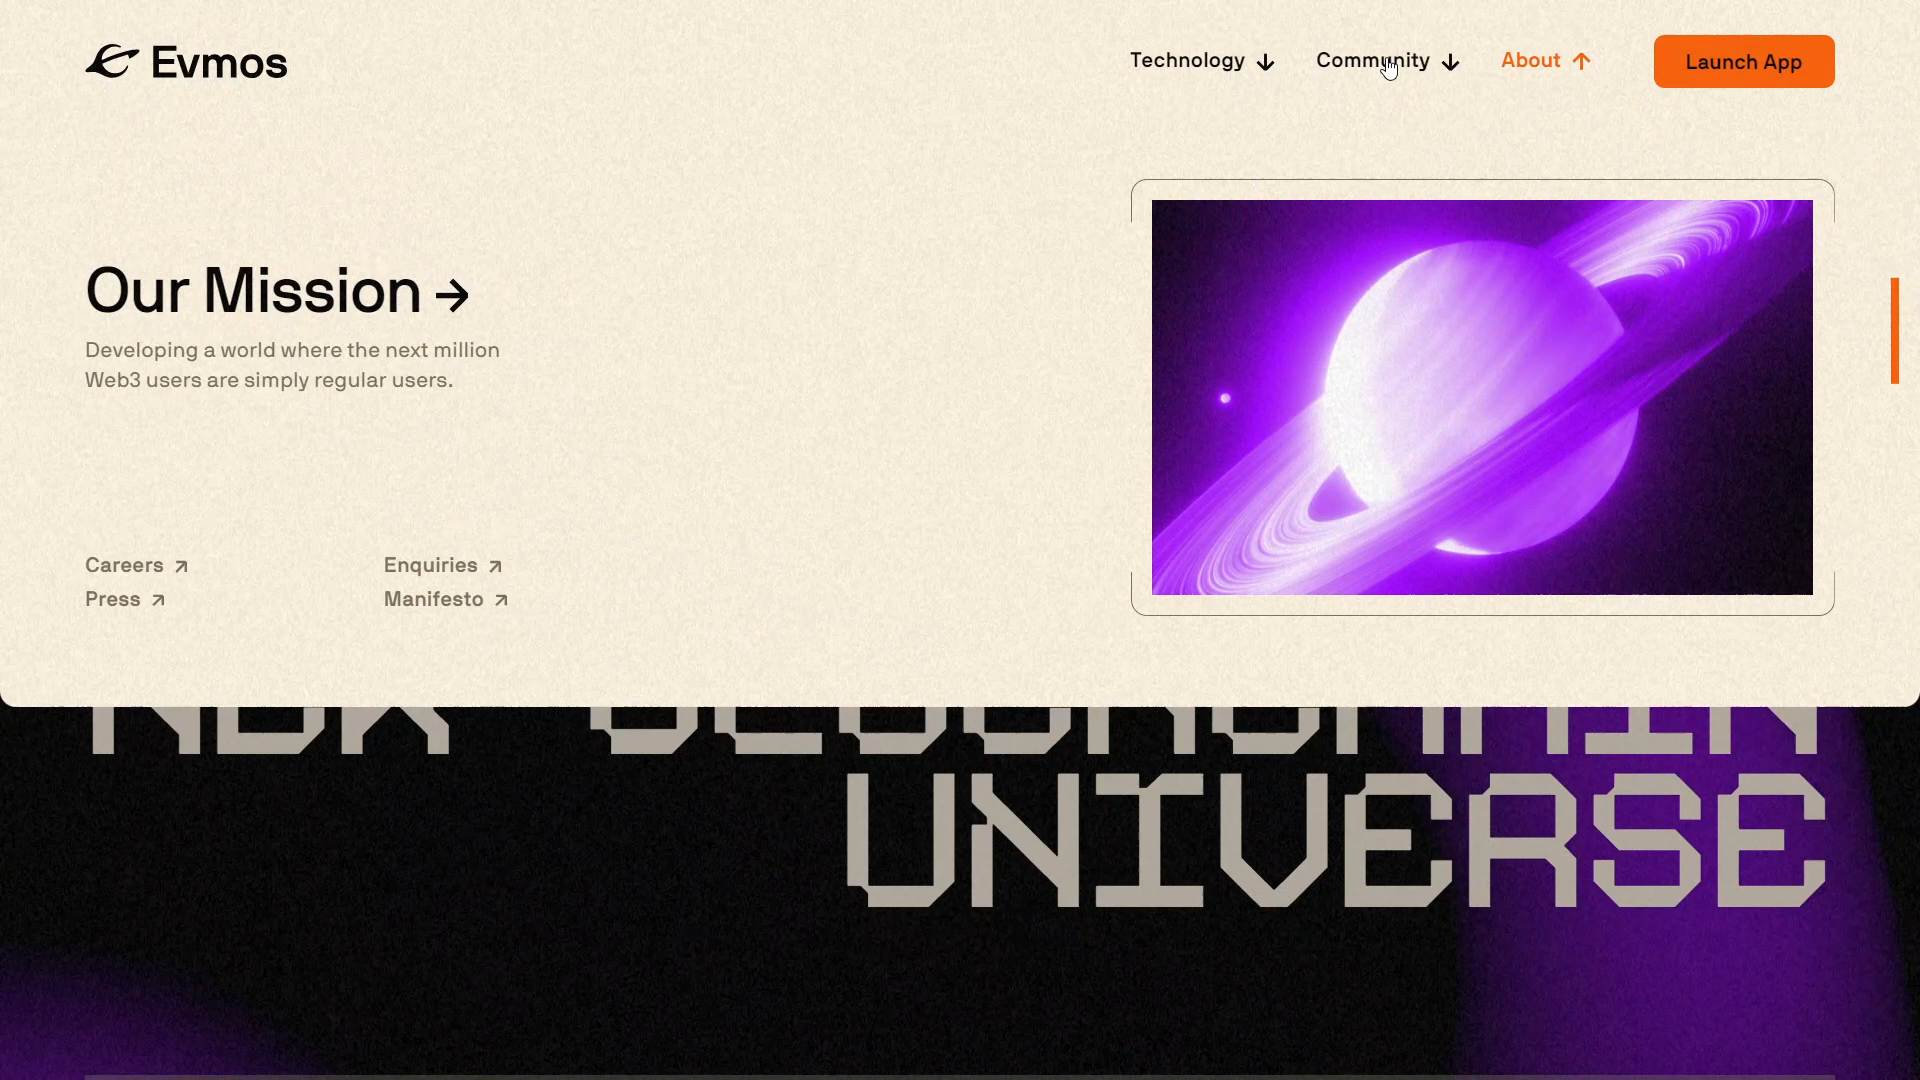 Evmos
Technology ↓ Community ↓ About ↑ Launch App
Our Mission →
Developing a world where the next million
Web3 users are simply regular users.
Careers ↗ Enquiries ↗
Press ↗ Manifesto ↗
UNIVERSE